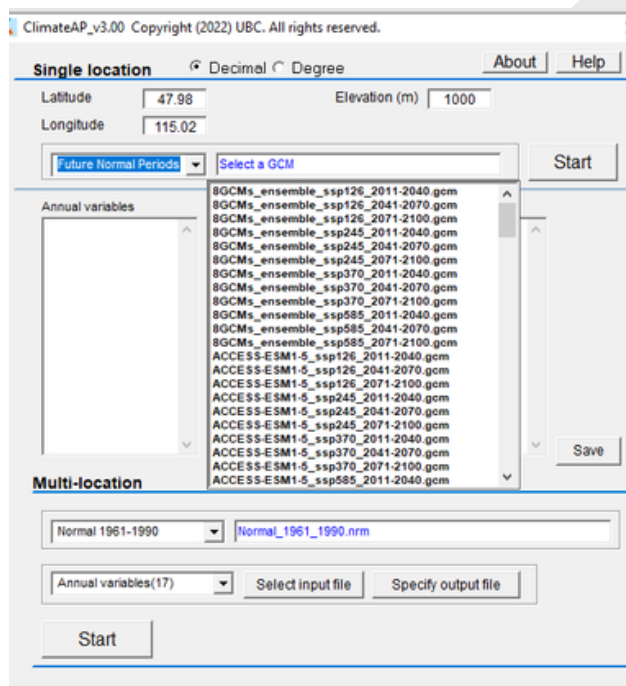 ClimateAP_v3.00 Copyright (2022) UBC. All rights reserved.
Single location Decimal Degree About Help
Latitude 47.98 Elevation (m) 1000
Longitude 115.02
Future Normal Periods Select a GCM Start
Annual variables
8GCMs_ensemble_ssp126_2011-2040.gcm
8GCMs_ensemble_ssp126_2041-2070.gcm
8GCMs_ensemble_ssp126_2071-2100.gcm
8GCMs_ensemble_ssp245_2011-2040.gcm
8GCMs_ensemble_ssp245_2041-2070.gcm
8GCMs_ensemble_ssp245_2071-2100.gcm
8GCMs_ensemble_ssp370_2011-2040.gcm
8GCMs_ensemble_ssp370_2041-2070.gcm
8GCMs_ensemble_ssp370_2071-2100.gcm
8GCMs_ensemble_ssp585_2011-2040.gcm
8GCMs_ensemble_ssp585_2041-2070.gcm
8GCMs_ensemble_ssp585_2071-2100.gcm
ACCESS-ESM1-5_ssp126_2011-2040.gcm
ACCESS-ESM1-5_ssp126_2041-2070.gcm
ACCESS-ESM1-5_ssp126_2071-2100.gcm
ACCESS-ESM1-5_ssp245_2011-2040.gcm
ACCESS-ESM1-5_ssp245_2041-2070.gcm
ACCESS-ESM1-5_ssp245_2071-2100.gcm
ACCESS-ESM1-5_ssp370_2011-2040.gcm
ACCESS-ESM1-5_ssp370_2041-2070.gcm
ACCESS-ESM1-5_ssp370_2071-2100.gcm
ACCESS-ESM1-5_ssp585_2011-2040.gcm
Save
Multi-location
Normal 1961-1990 Normal_1961_1990.nrm
Annual variables(17) Select input file Specify output file
Start